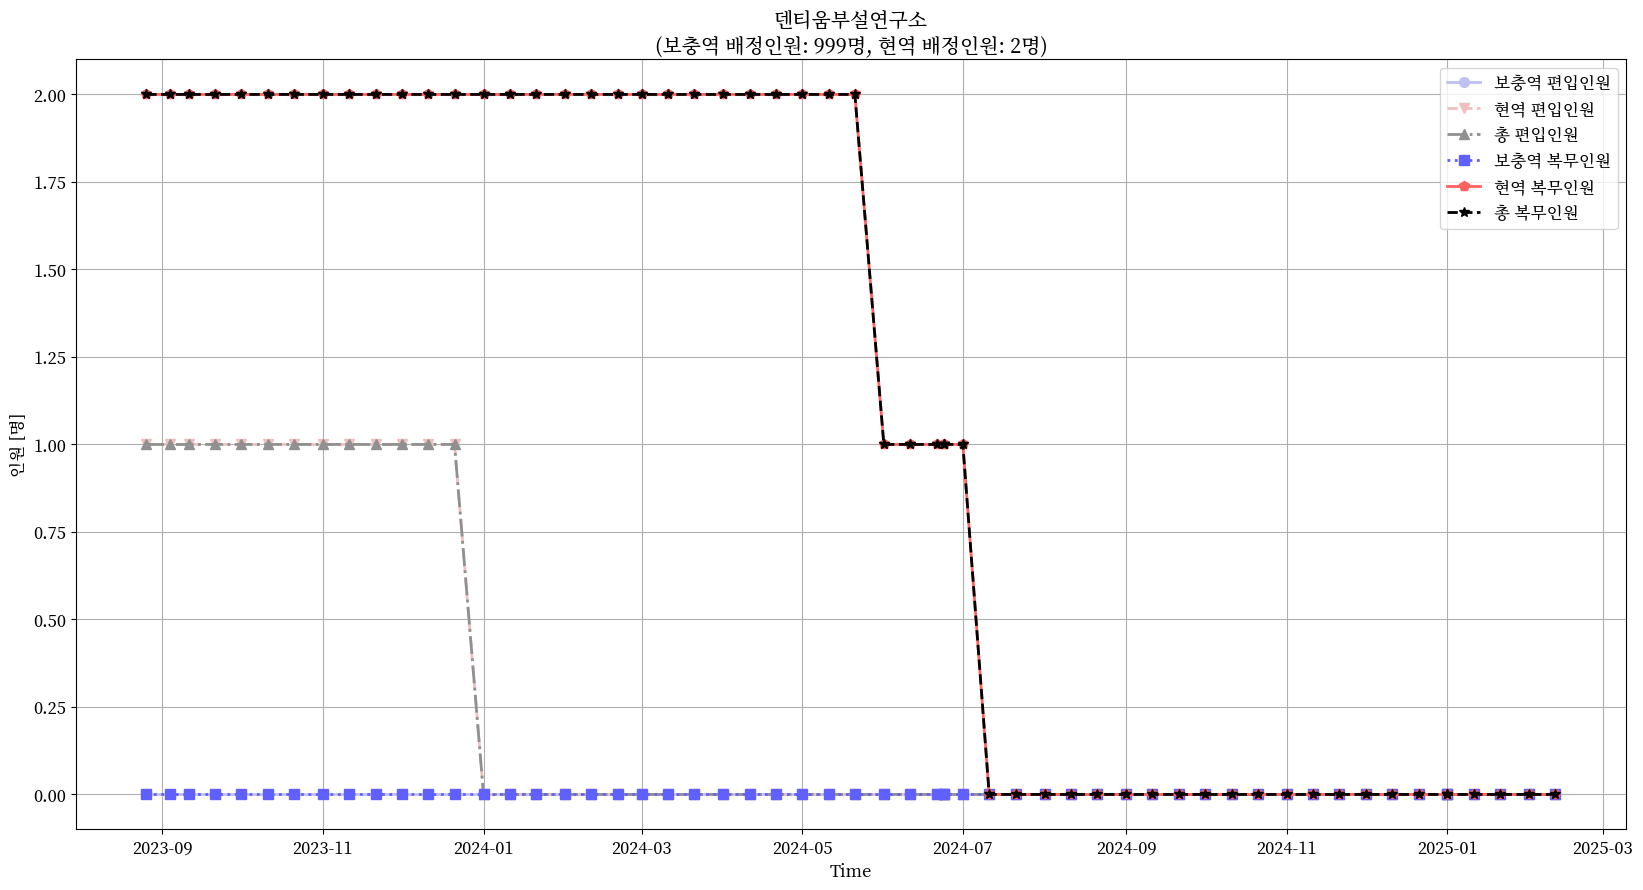 덴티움부설연구소
(보충역 배정인원: 999명, 현역 배정인원: 2명)
보충역 편입인원
현역 편입인원
총 편입인원
보충역 복무인원
현역 복무인원
총 복무인원
인원 [명]
2.00
1.75
1.50
1.25
1.00
0.75
0.50
0.25
0.00
2023-09
2023-11
2024-01
2024-03
2024-05
2024-07
2024-09
2024-11
2025-01
2025-03
Time